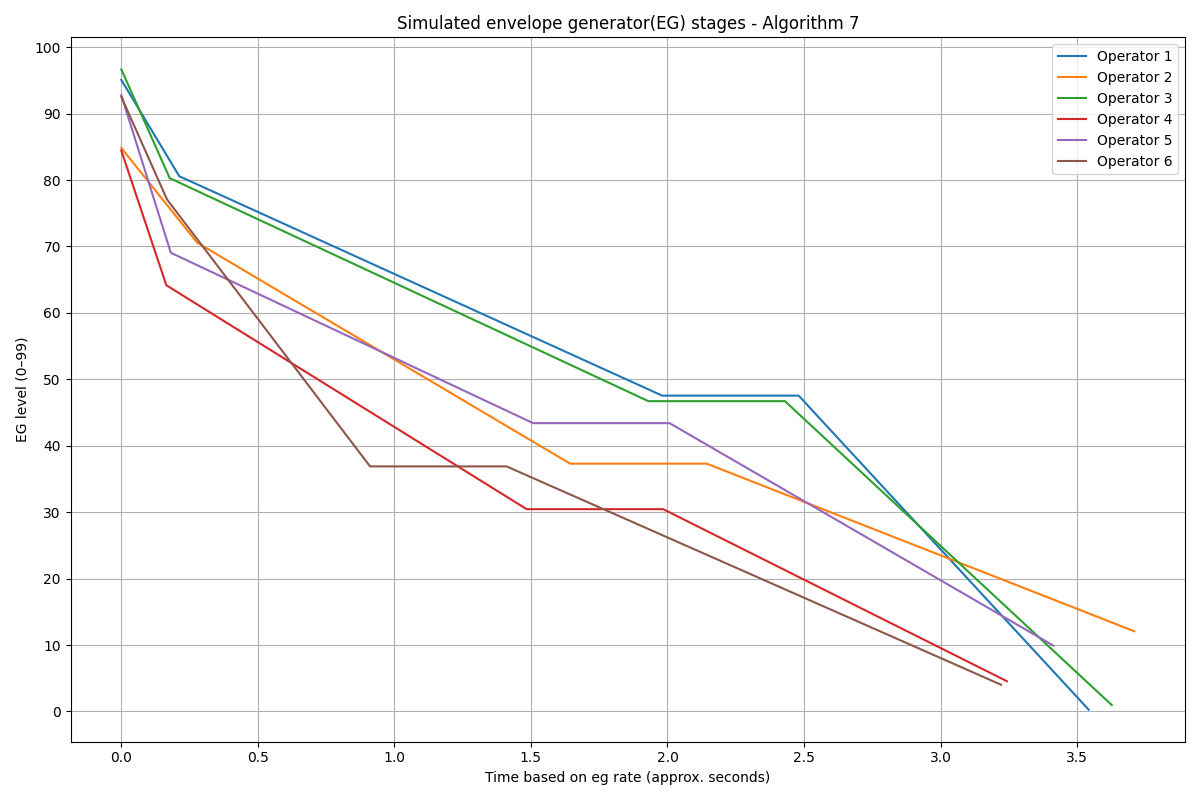 Simulated envelope generator(EG) stages - Algorithm 7
EG level (0–99)
100
90
80
70
60
50
40
30
20
10
0
Operator 1
Operator 2
Operator 3
Operator 4
Operator 5
Operator 6
0.0 0.5 1.0 1.5 2.0 2.5 3.0 3.5
Time based on eg rate (approx. seconds)